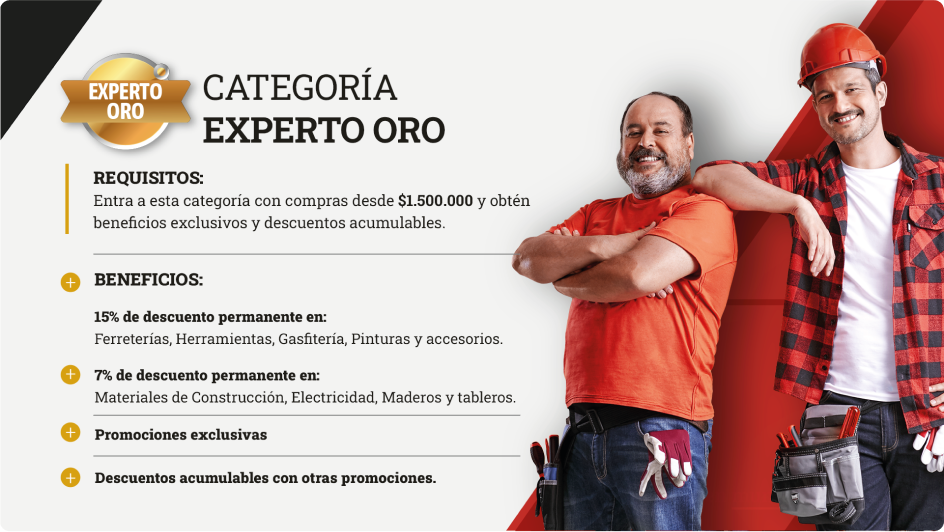 EXPERTO
ORO
CATEGORÍA
EXPERTO ORO
REQUISITOS:
Entra a esta categoría con compras desde $1.500.000 y obtén
beneficios exclusivos y descuentos acumulables.
BENEFICIOS:
15% de descuento permanente en:
Ferreterías, Herramientas, Gasfitería, Pinturas y accesorios.
7% de descuento permanente en:
Materiales de Construcción, Electricidad, Maderos y tableros.
Promociones exclusivas
Descuentos acumulables con otras promociones.